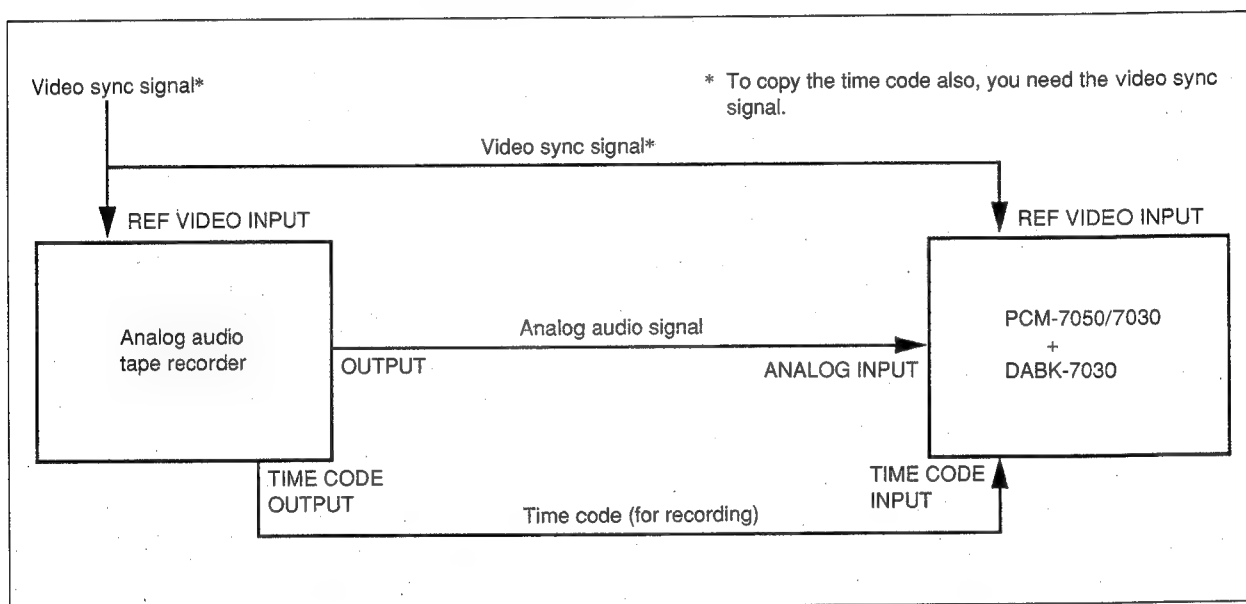 Video sync signal*
* To copy the time code also, you need the video sync
signal.
Video sync signal*
REF VIDEO INPUT
REF VIDEO INPUT
Analog audio
tape recorder
Analog audio signal
OUTPUT
ANALOG INPUT
PCM-7050/7030
+
DABK-7030
TIME CODE
OUTPUT
TIME CODE
INPUT
Time code (for recording)